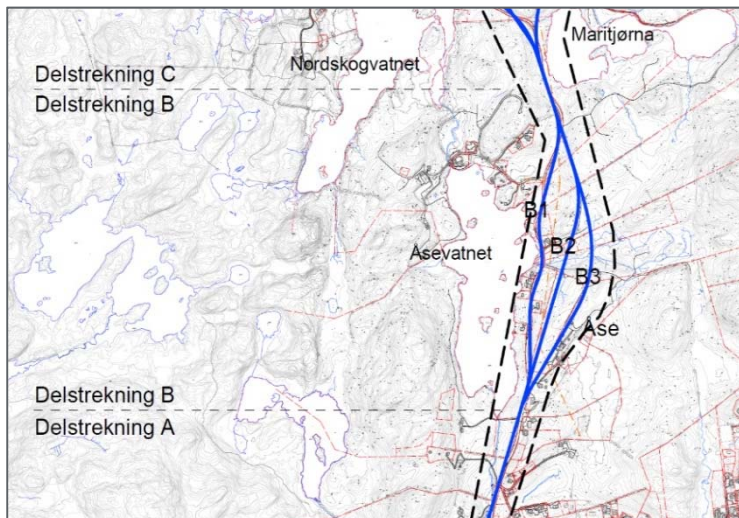 Maritjørna
Nordskogvatnet
Delstrekning C
Delstrekning B
B1
B2
Åsevatnet
B3
Åse
Delstrekning B
Delstrekning A